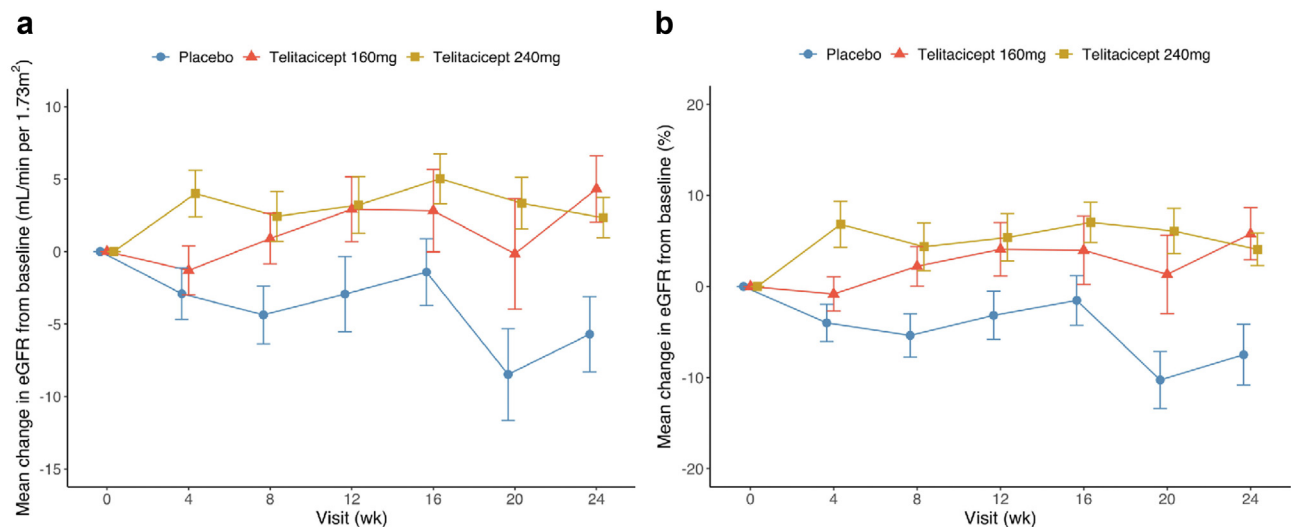 a
Placebo Telitacicept 160mg Telitacicept 240mg
Mean change in eGFR from baseline (mL/min per 1.73m²)
10
5
0
-5
-10
-15
0 4 8 12 16 20 24
Visit (wk)
b
Placebo Telitacicept 160mg Telitacicept 240mg
Mean change in eGFR from baseline (%)
20
10
0
-10
-20
0 4 8 12 16 20 24
Visit (wk)